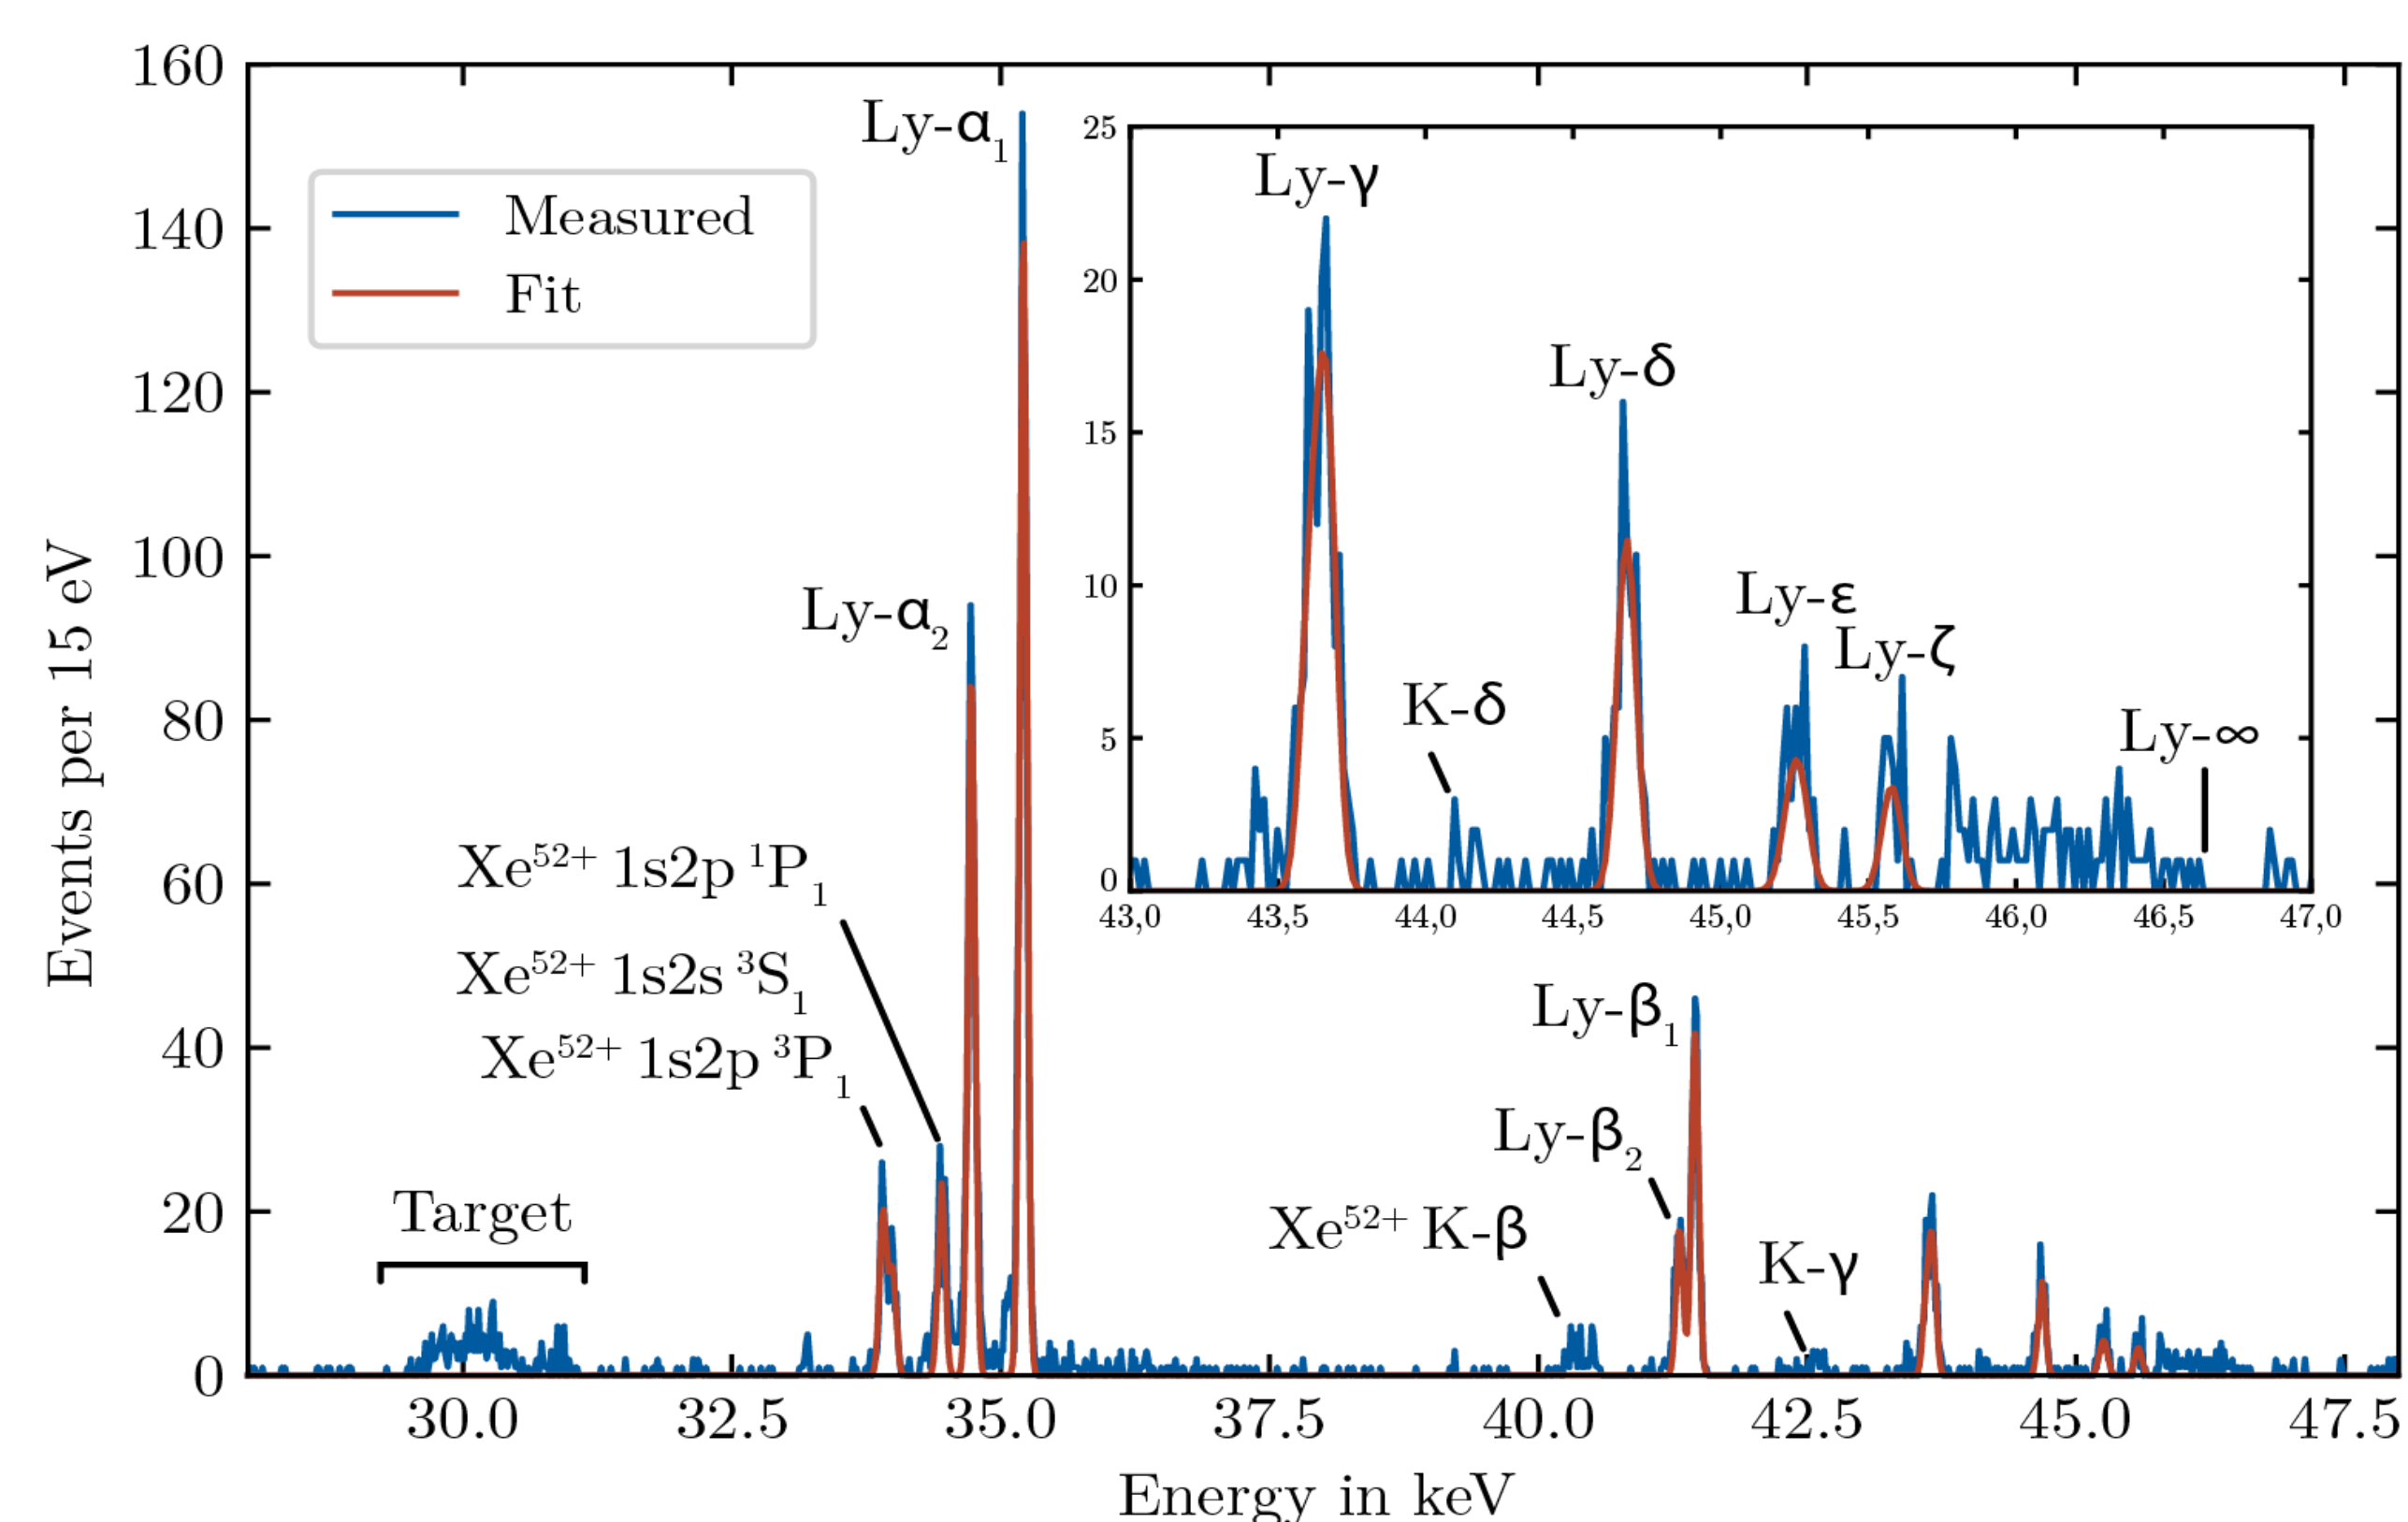 160
140
120
100
80
60
40
20
0
Events per 15 eV
Measured
Fit
Ly-α₁
Ly-α₂
Xe⁵²⁺ 1s2p ¹P₁
Xe⁵²⁺ 1s2s ³S₁
Xe⁵²⁺ 1s2p ³P₁
Target
25
20
15
10
5
0
Ly-γ
Ly-δ
K-δ
Ly-ε
Ly-ζ
Ly-∞
43,0 43,5 44,0 44,5 45,0 45,5 46,0 46,5 47,0
Ly-β₁
Ly-β₂
Xe⁵²⁺ K-β
K-γ
30.0 32.5 35.0 37.5 40.0 42.5 45.0 47.5
Energy in keV